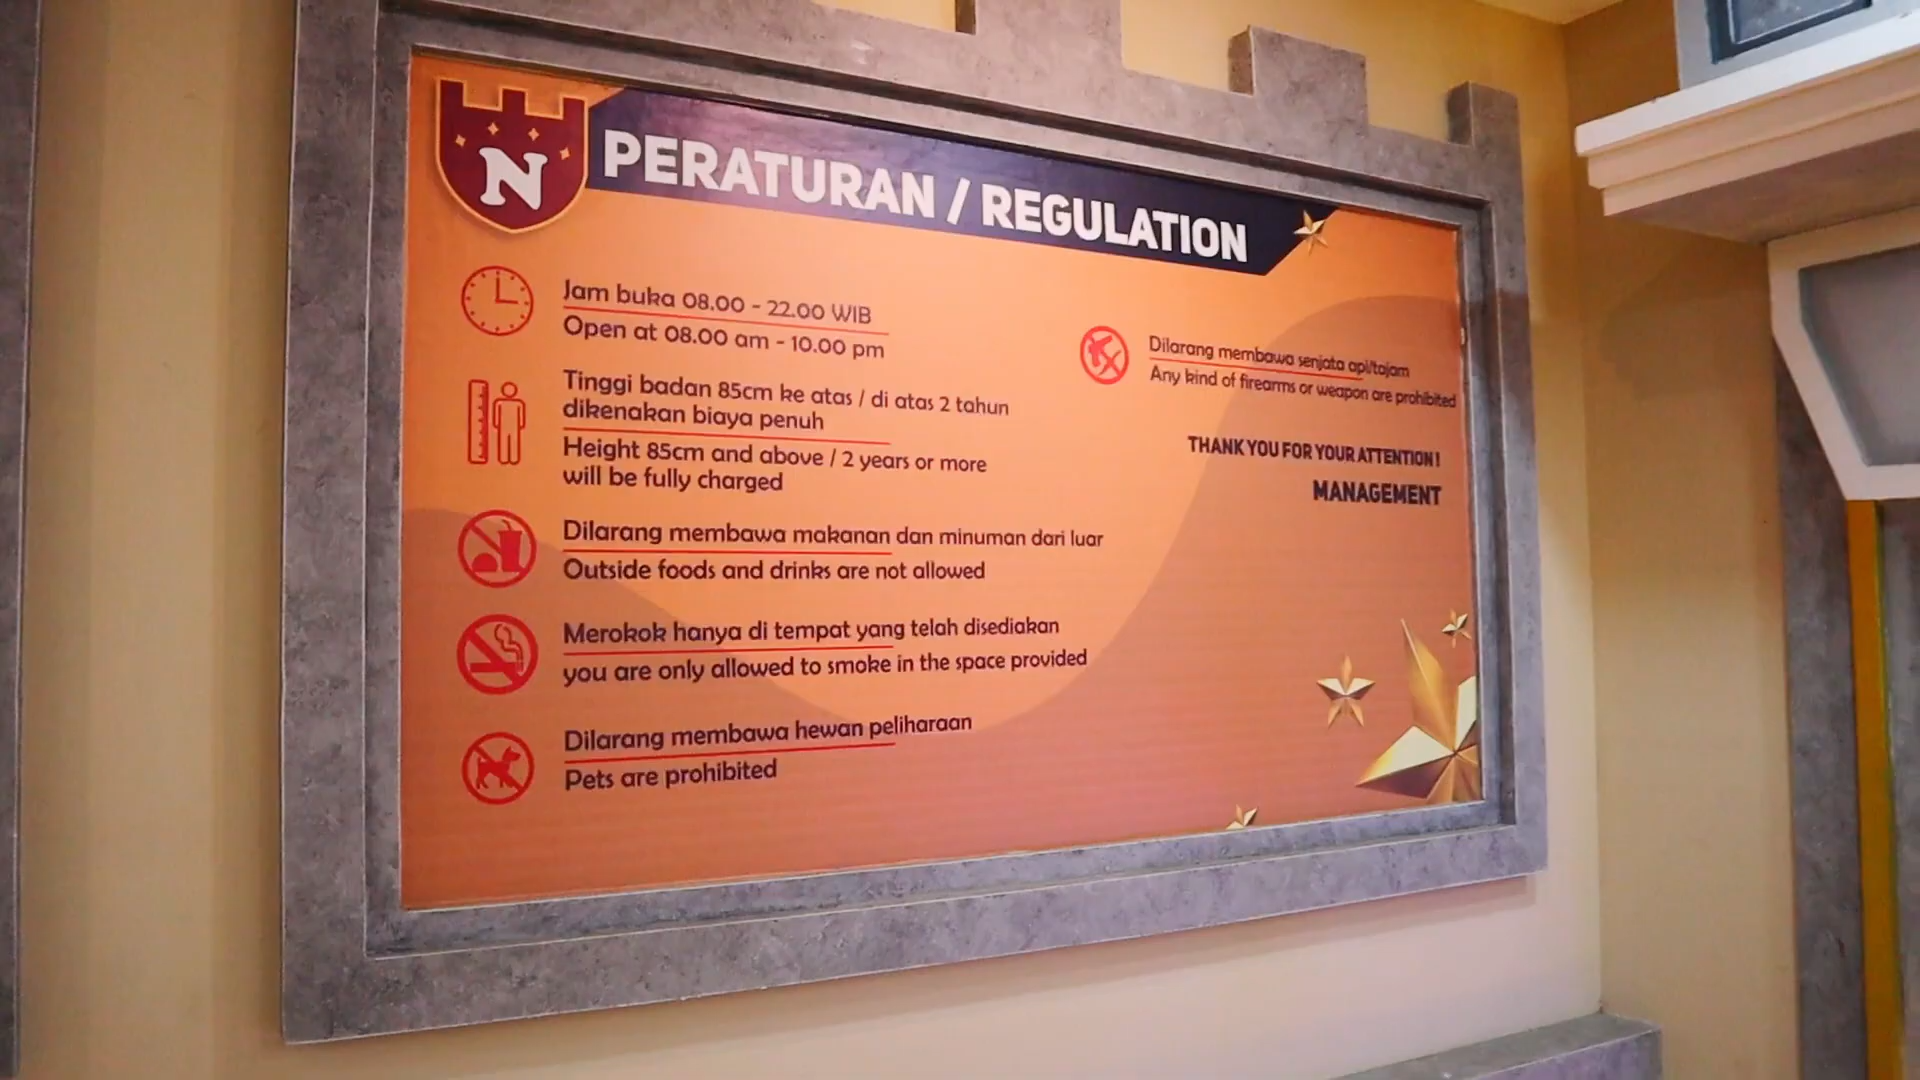 N
PERATURAN / REGULATION
Jam buka 08.00 - 22.00 WIB
Open at 08.00 am - 10.00 pm
Tinggi badan 85cm ke atas / di atas 2 tahun
dikenakan biaya penuh
Height 85cm and above / 2 years or more
will be fully charged
Dilarang membawa makanan dan minuman dari luar
Outside foods and drinks are not allowed
Merokok hanya di tempat yang telah disediakan
you are only allowed to smoke in the space provided
Dilarang membawa hewan peliharaan
Pets are prohibited
Dilarang membawa senjata api/tajam
Any kind of firearms or weapon are prohibited
THANK YOU FOR YOUR ATTENTION !
MANAGEMENT